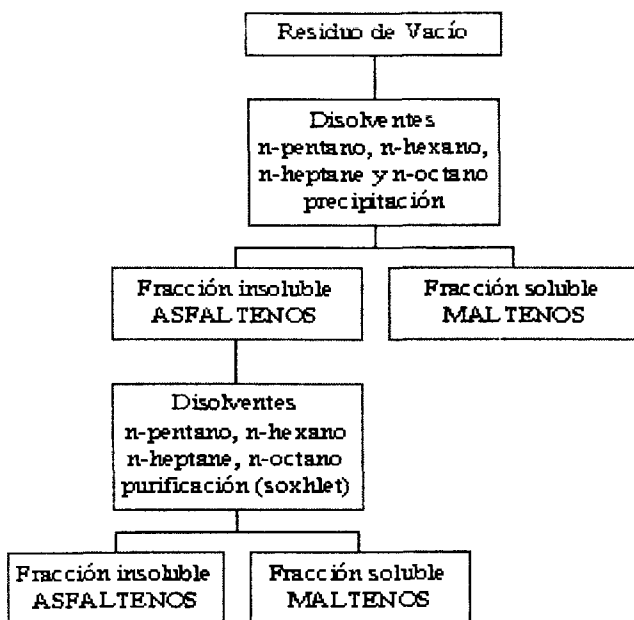 Residuo de Vacío
Disolventes
n-pentano, n-hexano,
n-heptane y n-octano
precipitación
Fracción insoluble
ASFALTENOS
Fracción soluble
MALTENOS
Disolventes
n-pentano, n-hexano
n-heptane, n-octano
purificación (soxhlet)
Fracción insoluble
ASFALTENOS
Fracción soluble
MALTENOS